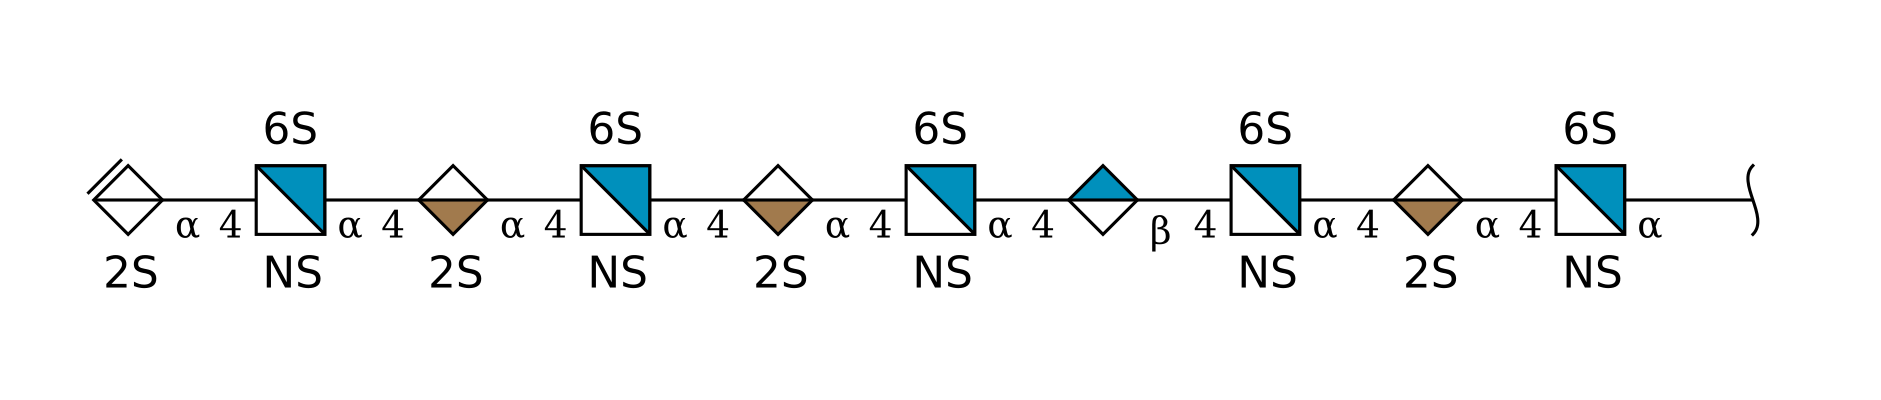 6S 6S 6S 6S 6S
α 4 α 4 α 4 α 4 α 4 α 4 β 4 α 4 α 4 α
2S NS 2S NS 2S NS NS 2S NS